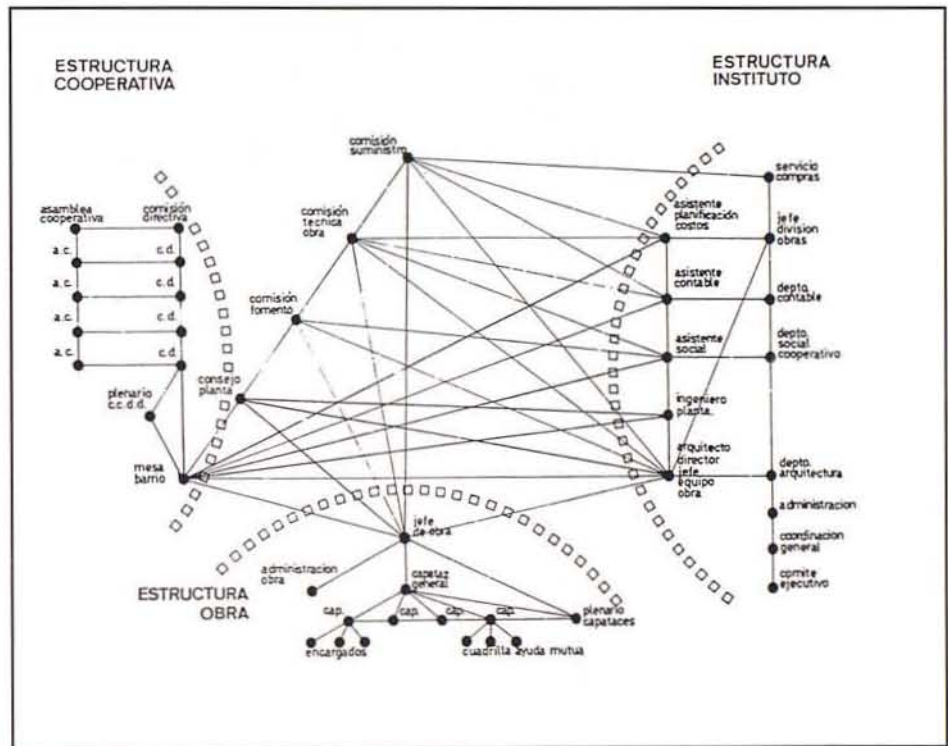 ESTRUCTURA
COOPERATIVA
ESTRUCTURA
INSTITUTO
comisión
suministro
servicio
compras
asamblea
cooperativa
comisión
directiva
comisión
tecnica
obra
asistente
planificación
costos
jefe
division
obras
a.c.
c.d.
a.c.
c.d.
a.c.
c.d.
a.c.
c.d.
comisión
fomento
asistente
contable
depto.
contable
asistente
social
depto.
social
cooperativo
plenario
c.c.d.d.
consejo
planta
ingeniero
planta
mesa
barrio
arquitecto
director
jefe
equipo
obra
depto.
arquitectura
administracion
coordinacion
general
comite
ejecutivo
jefe
de obra
ESTRUCTURA
OBRA
administracion
obra
capataz
general
cap.
cap.
cap.
cap.
plenario
capataces
encargados
cuadrilla ayuda mutua